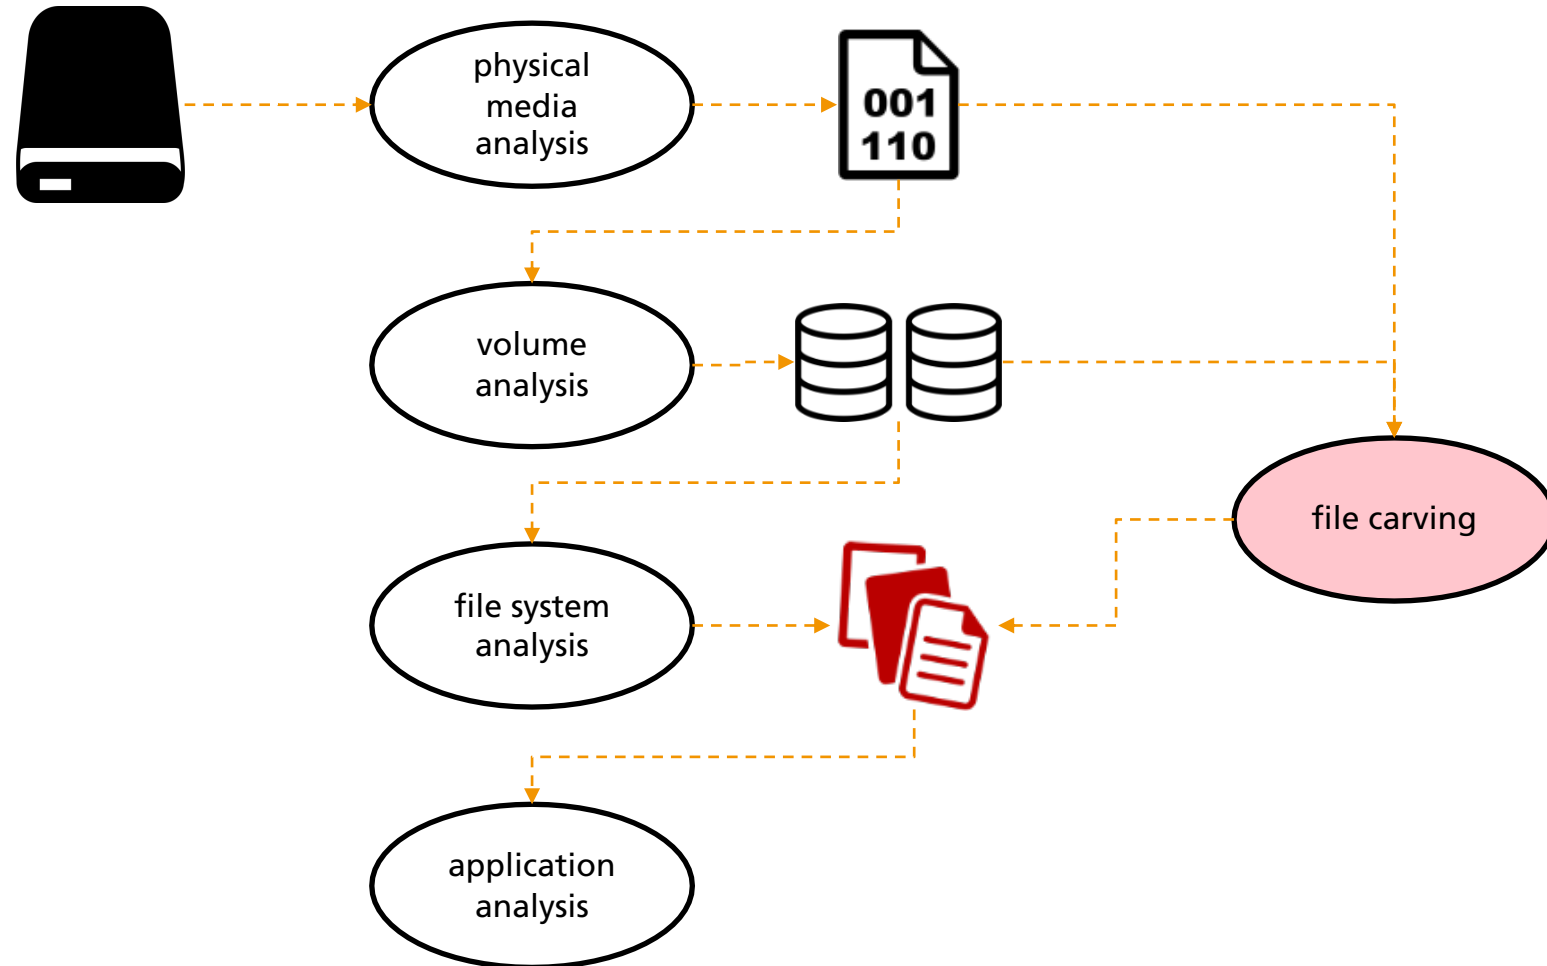 physical
media
analysis
001
110
volume
analysis
file carving
file system
analysis
application
analysis